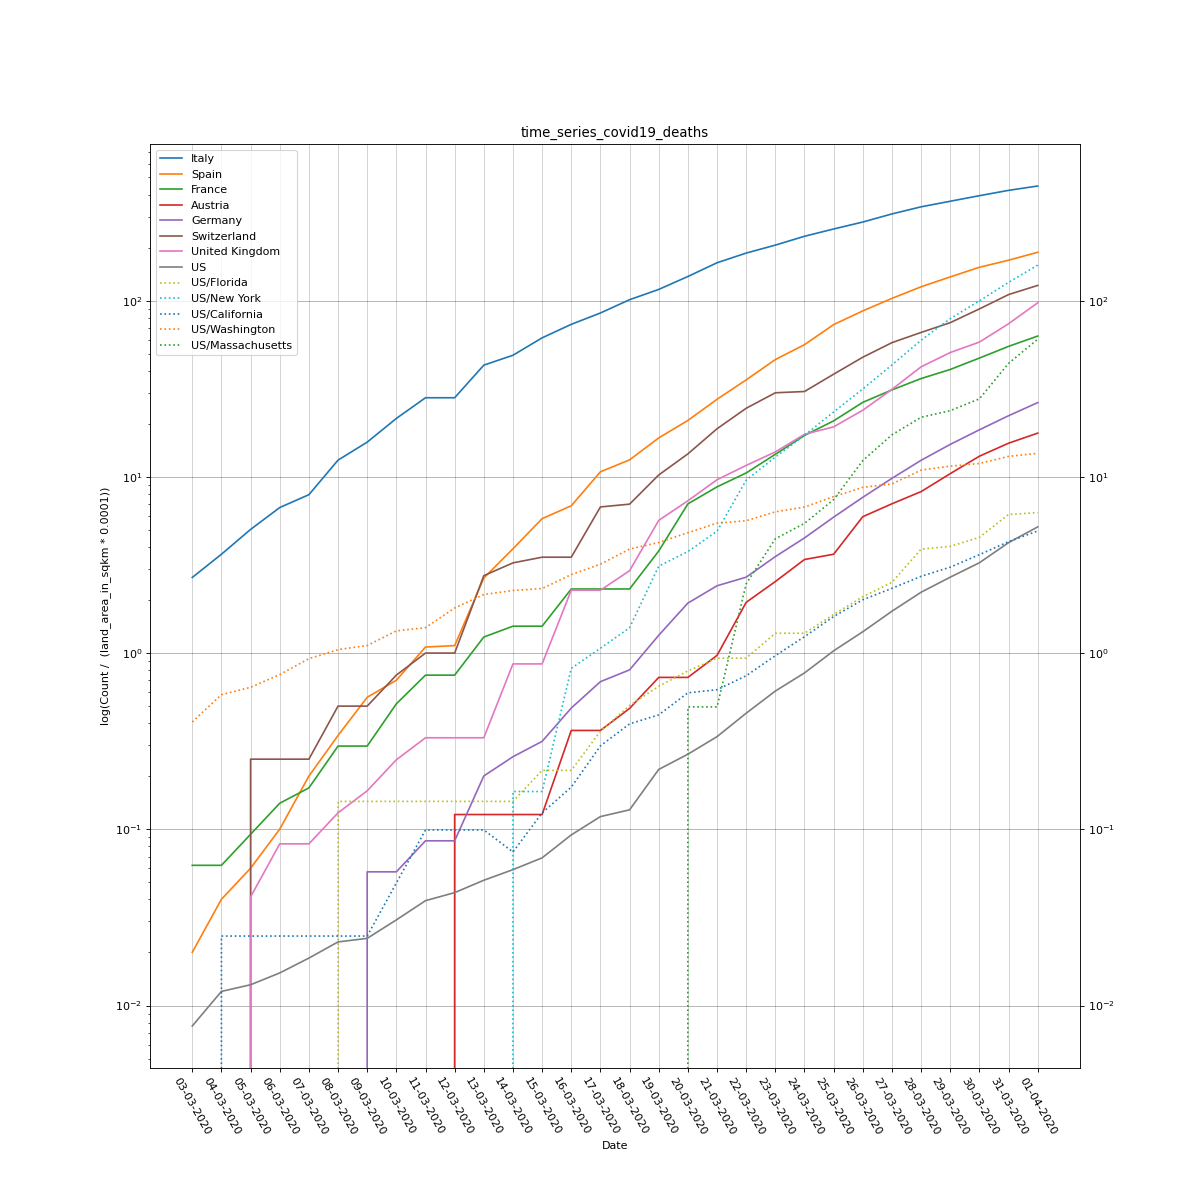 time_series_covid19_deaths
Italy
Spain
France
Austria
Germany
Switzerland
United Kingdom
US
US/Florida
US/New York
US/California
US/Washington
US/Massachusetts
log(Count / (land_area_in_sqkm * 0.0001))
10²
10¹
10⁰
10⁻¹
10⁻²
10²
10¹
10⁰
10⁻¹
10⁻²
03-03-2020
04-03-2020
05-03-2020
06-03-2020
07-03-2020
08-03-2020
09-03-2020
10-03-2020
11-03-2020
12-03-2020
13-03-2020
14-03-2020
15-03-2020
16-03-2020
17-03-2020
18-03-2020
19-03-2020
20-03-2020
21-03-2020
22-03-2020
23-03-2020
24-03-2020
25-03-2020
26-03-2020
27-03-2020
28-03-2020
29-03-2020
30-03-2020
31-03-2020
01-04-2020
Date